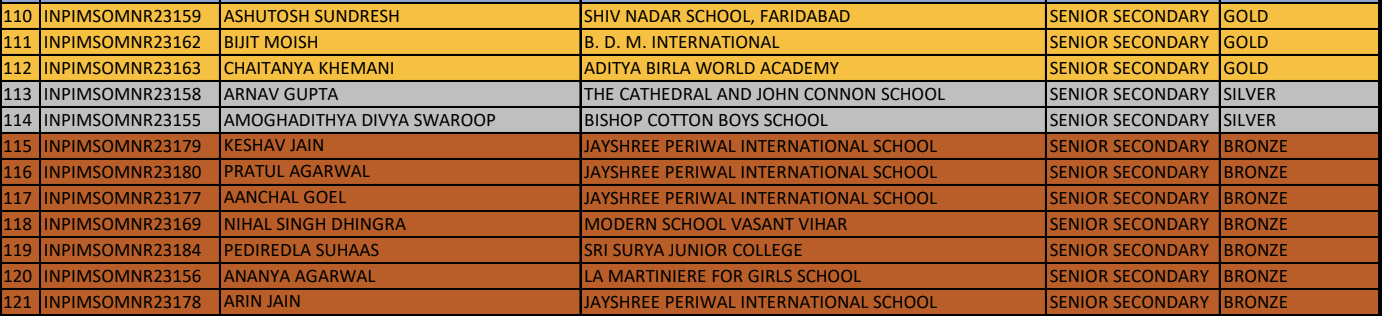 110 INPIMSOMNR23159 ASHUTOSH SUNDRESH SHIV NADAR SCHOOL, FARIDABAD SENIOR SECONDARY GOLD
111 INPIMSOMNR23162 BIJIT MOISH B. D. M. INTERNATIONAL SENIOR SECONDARY GOLD
112 INPIMSOMNR23163 CHAITANYA KHEMANI ADITYA BIRLA WORLD ACADEMY SENIOR SECONDARY GOLD
113 INPIMSOMNR23158 ARNAV GUPTA THE CATHEDRAL AND JOHN CONNON SCHOOL SENIOR SECONDARY SILVER
114 INPIMSOMNR23155 AMOGHADITHYA DIVYA SWAROOP BISHOP COTTON BOYS SCHOOL SENIOR SECONDARY SILVER
115 INPIMSOMNR23179 KESHAV JAIN JAYSHREE PERIWAL INTERNATIONAL SCHOOL SENIOR SECONDARY BRONZE
116 INPIMSOMNR23180 PRATUL AGARWAL JAYSHREE PERIWAL INTERNATIONAL SCHOOL SENIOR SECONDARY BRONZE
117 INPIMSOMNR23177 AANCHAL GOEL JAYSHREE PERIWAL INTERNATIONAL SCHOOL SENIOR SECONDARY BRONZE
118 INPIMSOMNR23169 NIHAL SINGH DHINGRA MODERN SCHOOL VASANT VIHAR SENIOR SECONDARY BRONZE
119 INPIMSOMNR23184 PEDIREDLA SUHAAS SRI SURYA JUNIOR COLLEGE SENIOR SECONDARY BRONZE
120 INPIMSOMNR23156 ANANYA AGARWAL LA MARTINIERE FOR GIRLS SCHOOL SENIOR SECONDARY BRONZE
121 INPIMSOMNR23178 ARIN JAIN JAYSHREE PERIWAL INTERNATIONAL SCHOOL SENIOR SECONDARY BRONZE